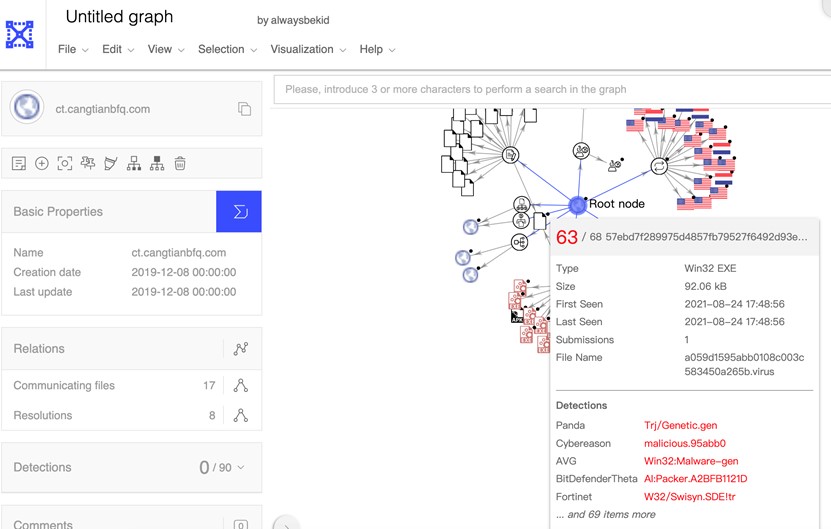 Untitled graph
by alwaysbekid
File Edit View Selection Visualization Help
Please, introduce 3 or more characters to perform a search in the graph
ct.cangtianbfq.com
Basic Properties
Name ct.cangtianbfq.com
Creation date 2019-12-08 00:00:00
Last update 2019-12-08 00:00:00
Relations
Communicating files 17
Resolutions 8
Detections 0 / 90
Comments 0
Root node
63 / 68 57ebd7f289975d4857fb79527f6492d93e...
Type Win32 EXE
Size 92.06 kB
First Seen 2021-08-24 17:48:56
Last Seen 2021-08-24 17:48:56
Submissions 1
File Name a059d1595abb0108c003c
583450a265b.virus
Detections
Panda Trj/Genetic.gen
Cybereason malicious.95abb0
AVG Win32:Malware-gen
BitDefenderTheta AI:Packer.A2BFB1121D
Fortinet W32/Swisyn.SDE!tr
... and 69 items more